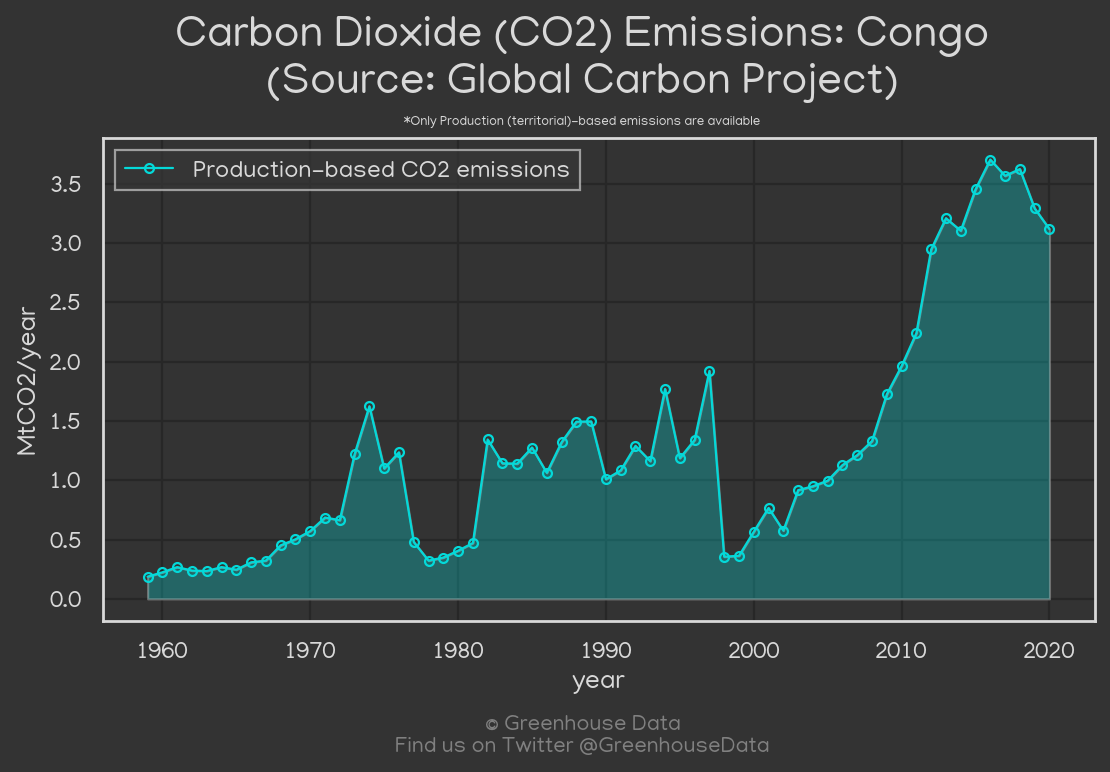 Carbon Dioxide (CO2) Emissions: Congo
(Source: Global Carbon Project)
*Only Production (territorial)-based emissions are available
Production-based CO2 emissions
3.5
3.0
2.5
2.0
1.5
1.0
0.5
0.0
MtCO2/year
1960 1970 1980 1990 2000 2010 2020
year
© Greenhouse Data
Find us on Twitter @GreenhouseData